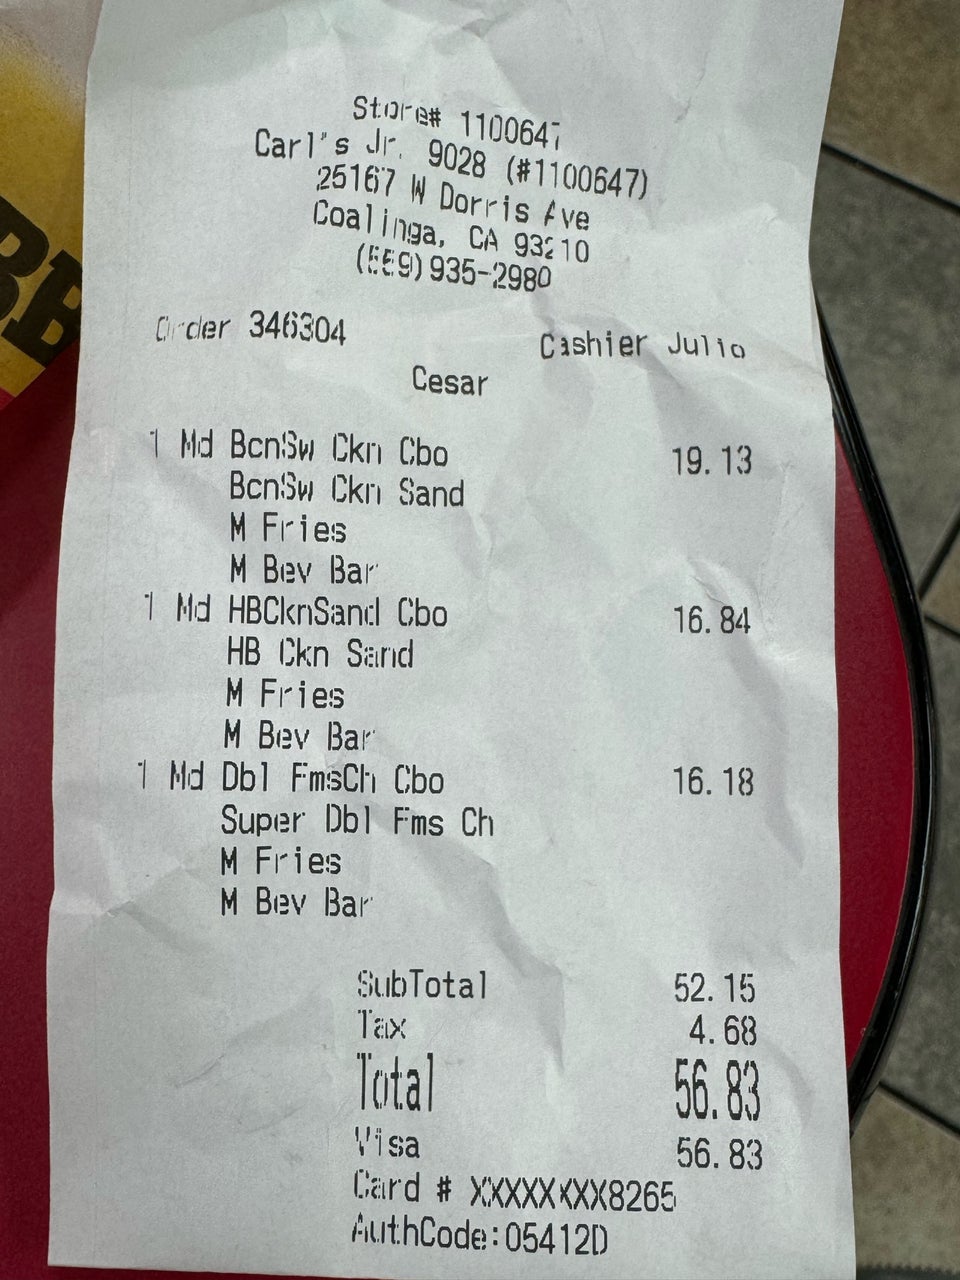 Store# 1100647
Carl's Jr. 9028 (#1100647)
25167 W Dorris Ave
Coalinga, CA 93210
(559)935-2980
Order 346304 Cashier Julio
Cesar
1 Md BcnSw Ckn Cbo 19.13
BcnSw Ckn Sand
M Fries
M Bev Bar
1 Md HBCknSand Cbo 16.84
HB Ckn Sand
M Fries
M Bev Bar
1 Md Dbl FmsCh Cbo 16.18
Super Dbl Fms Ch
M Fries
M Bev Bar
SubTotal 52.15
Tax 4.68
Total 56.83
Visa 56.83
Card # XXXXXXXX8265
AuthCode:05412D